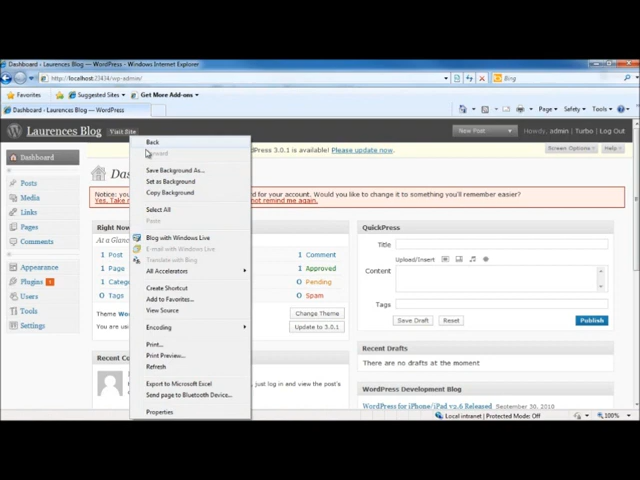 Dashboard ‹ Laurences Blog — WordPress - Windows Internet Explorer
http://localhost:23434/wp-admin/
Bing
Favorites
Suggested Sites
Get More Add-ons
Dashboard ‹ Laurences Blog — WordPress
Page
Safety
Tools
Laurences Blog
Visit Site
New Post
Howdy, admin | Turbo | Log Out
Back
Forward
Save Background As...
Set as Background
Copy Background
Select All
Paste
Blog with Windows Live
E-mail with Windows Live
Translate with Bing
All Accelerators
Create Shortcut
Add to Favorites...
View Source
Encoding
Print...
Print Preview...
Refresh
Export to Microsoft Excel
Send page to Bluetooth Device...
Properties
3.0.1 is available! Please update now.
Screen Options
Help
Dashboard
Posts
Media
Links
Pages
Comments
Appearance
Plugins 1
Users
Tools
Settings
Das
Notice: for your account. Would you like to change it to something you'll remember easier?
Yes, Take not remind me again.
Right Now
At a Glance
1 Post
1 Page
1
0 Tags
1 Comment
1 Approved
0 Pending
0 Spam
Theme
Change Theme
You are
Update to 3.0.1
Recent
, just log in and view the post's
QuickPress
Title
Upload/Insert
Content
Tags
Save Draft
Reset
Publish
Recent Drafts
There are no drafts at the moment
WordPress Development Blog
WordPress for iPhone/iPad v2.6 Released September 30, 2010
Local intranet | Protected Mode: Off
100%